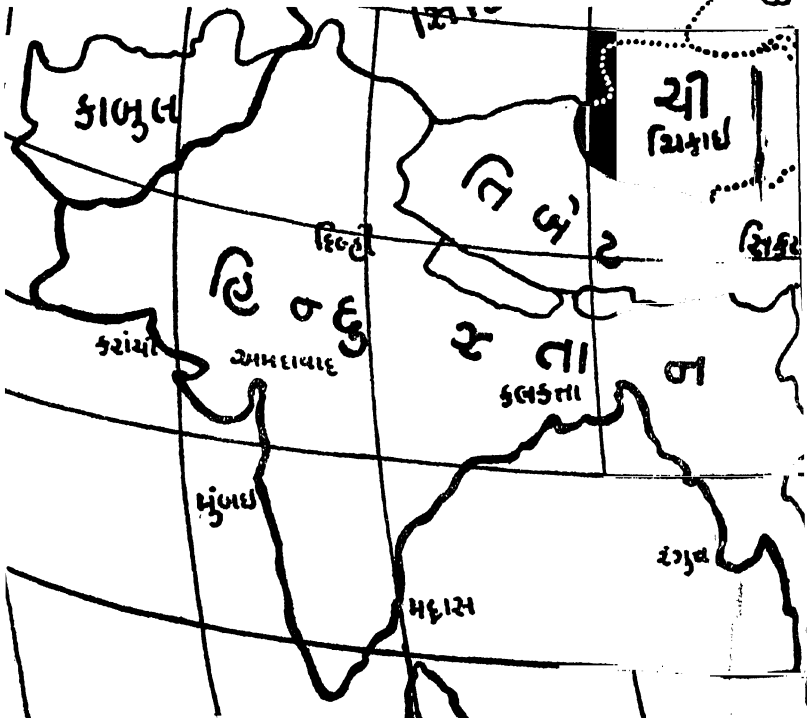 કાબુલ
ચી
તિબેટ
દિલ્હી
હિન્દુસ્તાન
કરાંચી
અમદાવાદ
કલકત્તા
મુંબઇ
રંગુન
મદ્રાસ